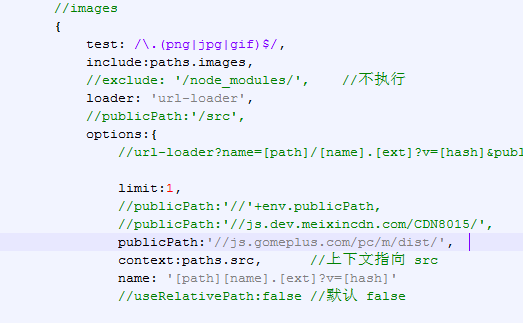 //images
{
test: /\.(png|jpg|gif)$/,
include:paths.images,
//exclude: '/node_modules/', //不执行
loader: 'url-loader',
//publicPath:'/src',
options:{
//url-loader?name=[path]/[name].[ext]?v=[hash]&publ
limit:1,
//publicPath:'//'+env.publicPath,
//publicPath:'//js.dev.meixincdn.com/CDN8015/',
publicPath:'//js.gomeplus.com/pc/m/dist/',
context:paths.src, //上下文指向 src
name: '[path][name].[ext]?v=[hash]'
//useRelativePath:false //默认 false